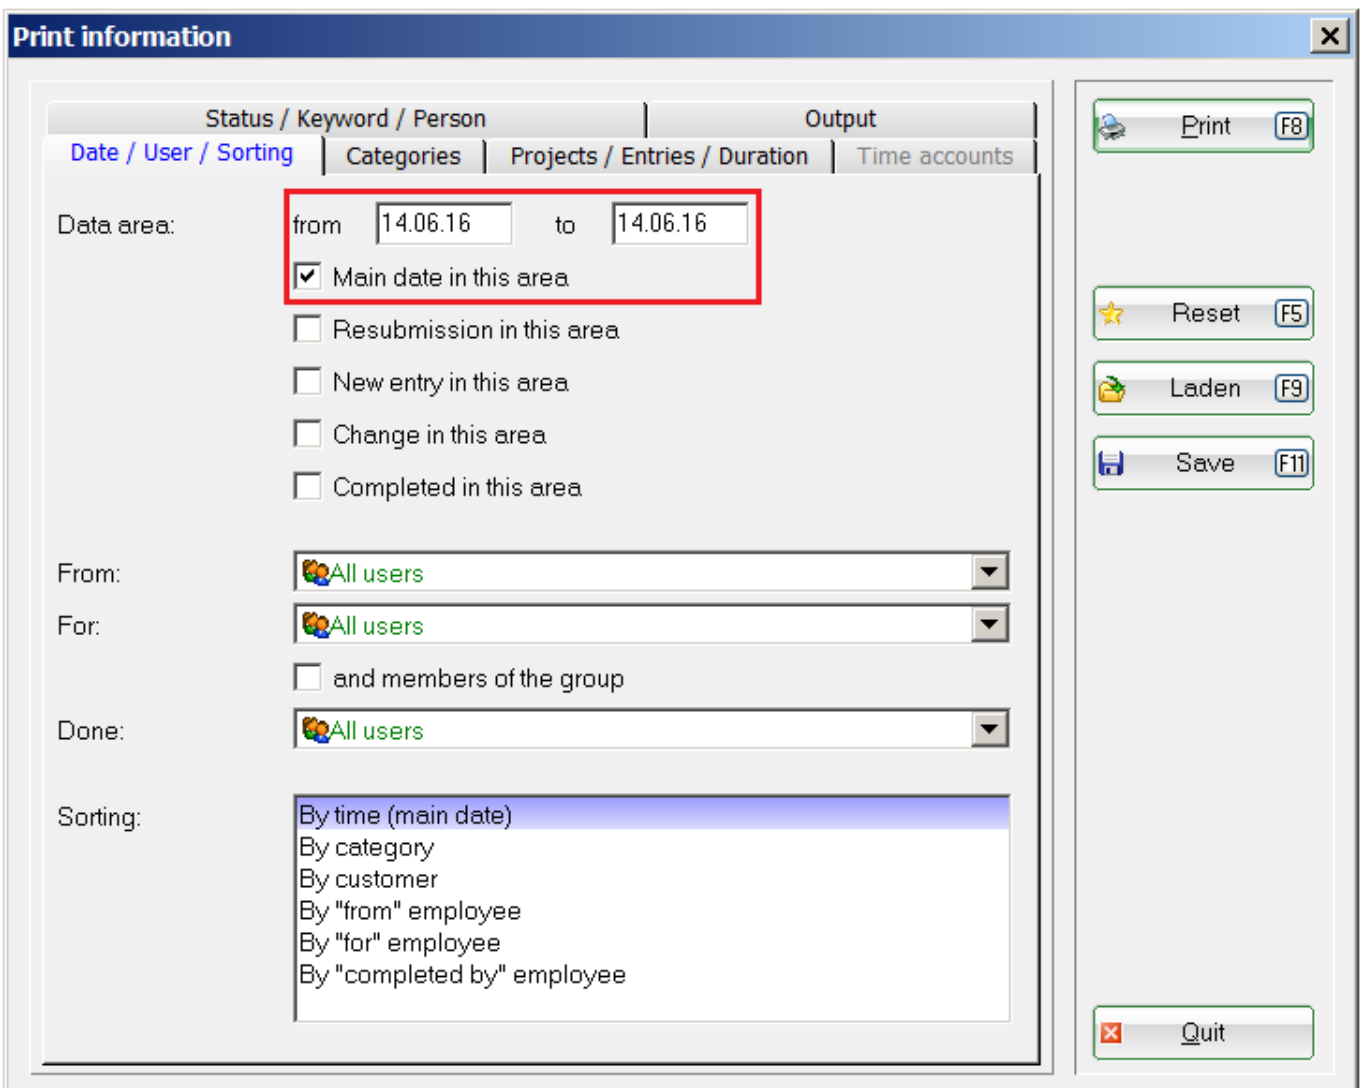 Print information
Status / Keyword / Person Output
Date / User / Sorting Categories Projects / Entries / Duration Time accounts
Data area: from 14.06.16 to 14.06.16
Main date in this area
Resubmission in this area
New entry in this area
Change in this area
Completed in this area
From: All users
For: All users
and members of the group
Done: All users
Sorting: By time (main date)
By category
By customer
By "from" employee
By "for" employee
By "completed by" employee
Print F8
Reset F5
Laden F9
Save F11
Quit